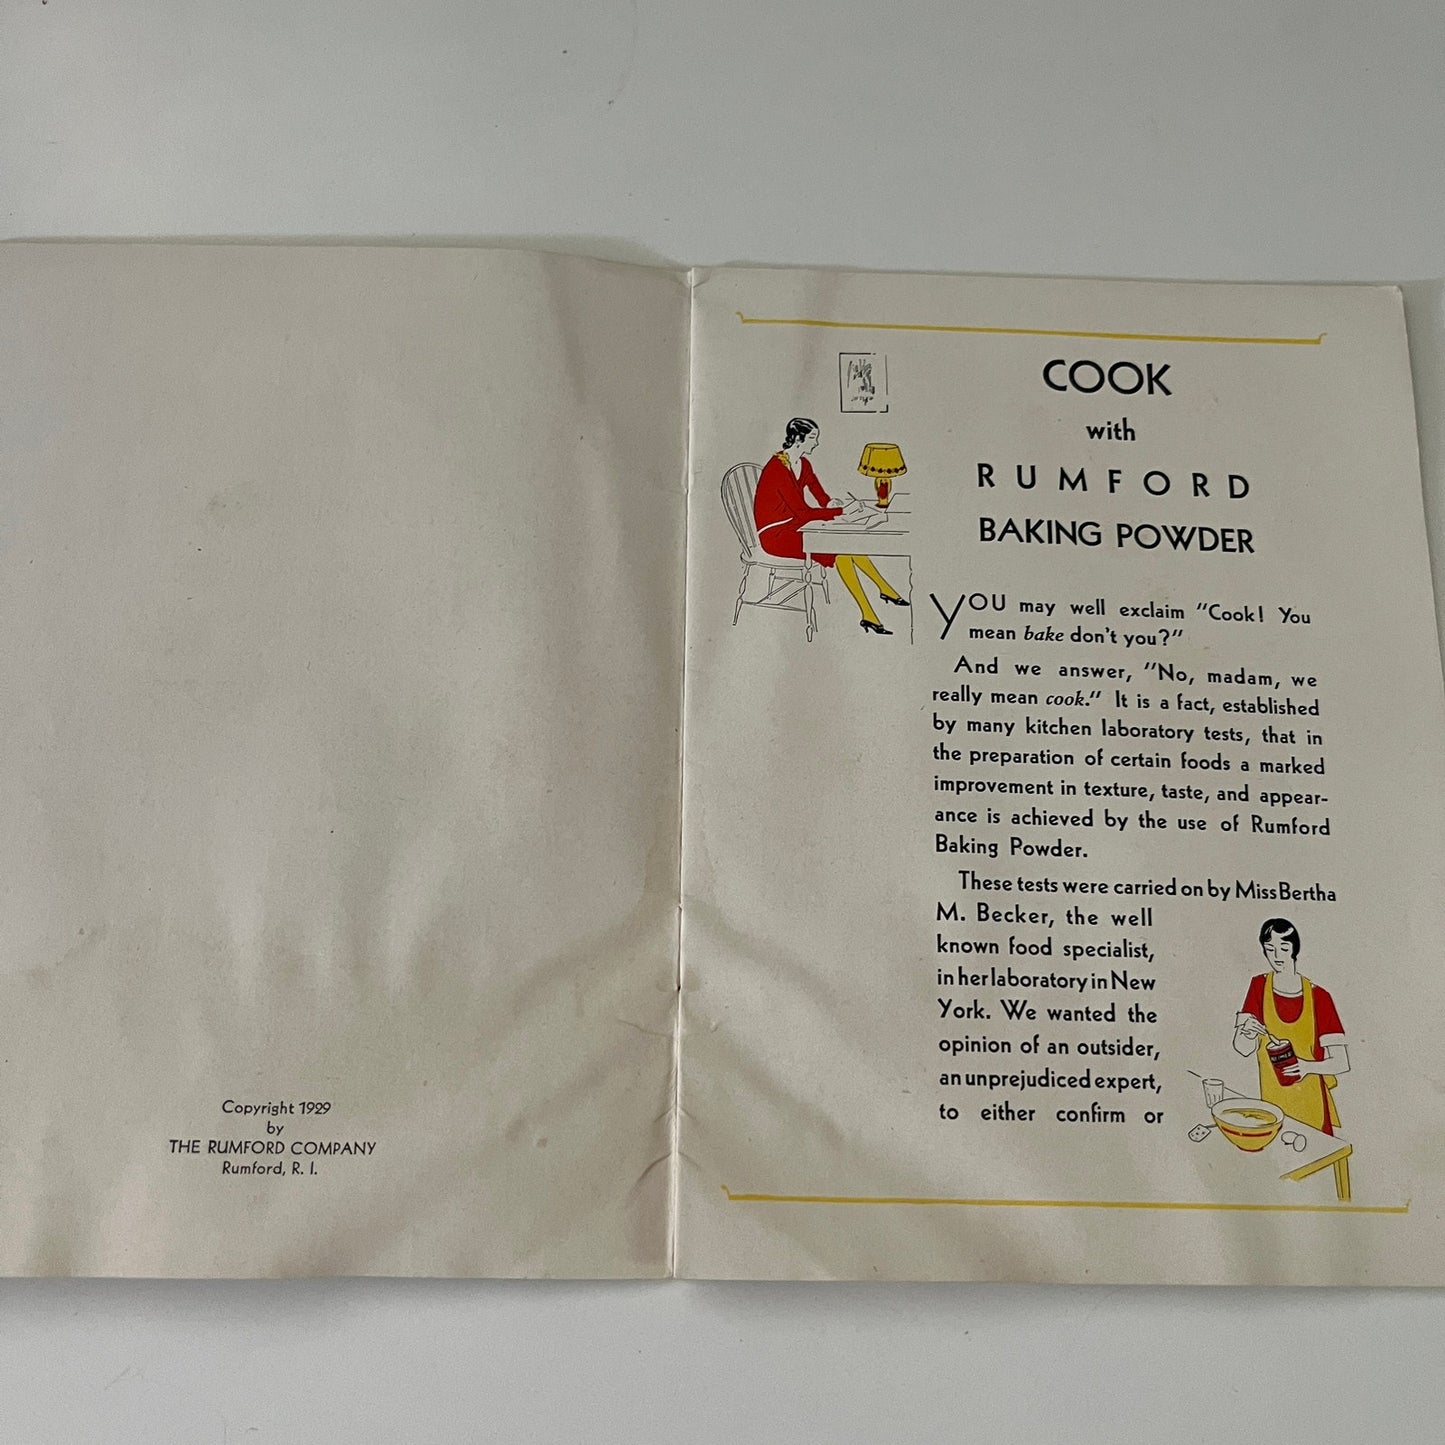 Copyright 1929
by
THE RUMFORD COMPANY
Rumford, R. I.
COOK
with
RUMFORD
BAKING POWDER
YOU may well exclaim "Cook! You
mean bake don't you?"
And we answer, "No, madam, we
really mean cook." It is a fact, established
by many kitchen laboratory tests, that in
the preparation of certain foods a marked
improvement in texture, taste, and appear-
ance is achieved by the use of Rumford
Baking Powder.
These tests were carried on by Miss Bertha
M. Becker, the well
known food specialist,
in her laboratory in New
York. We wanted the
opinion of an outsider,
an unprejudiced expert,
to either confirm or